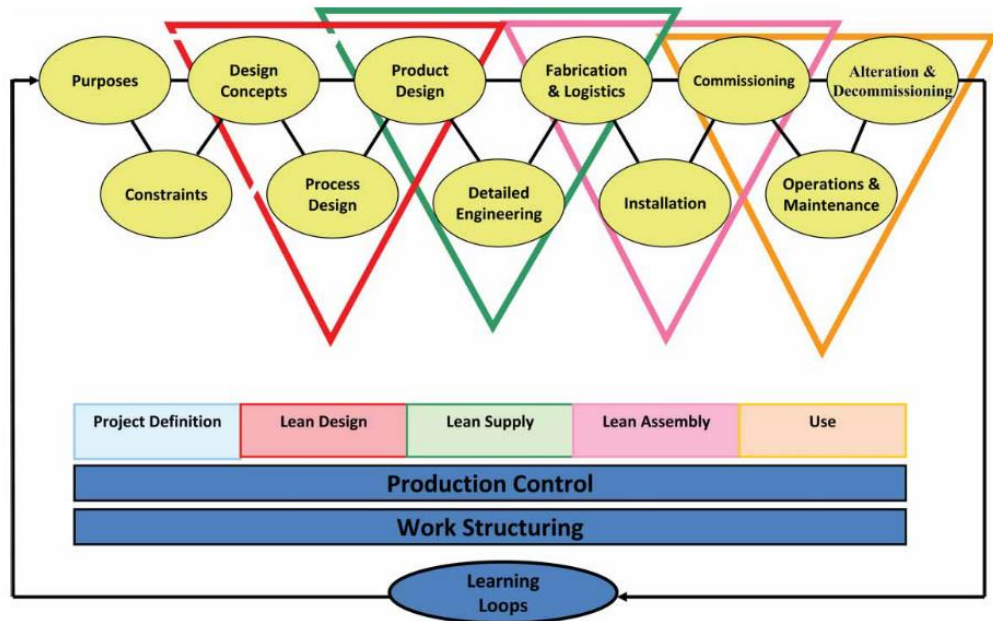 Purposes
Design
Concepts
Product
Design
Fabrication
& Logistics
Commissioning
Alteration &
Decommissioning
Constraints
Process
Design
Detailed
Engineering
Installation
Operations &
Maintenance
Project Definition
Lean Design
Lean Supply
Lean Assembly
Use
Production Control
Work Structuring
Learning
Loops